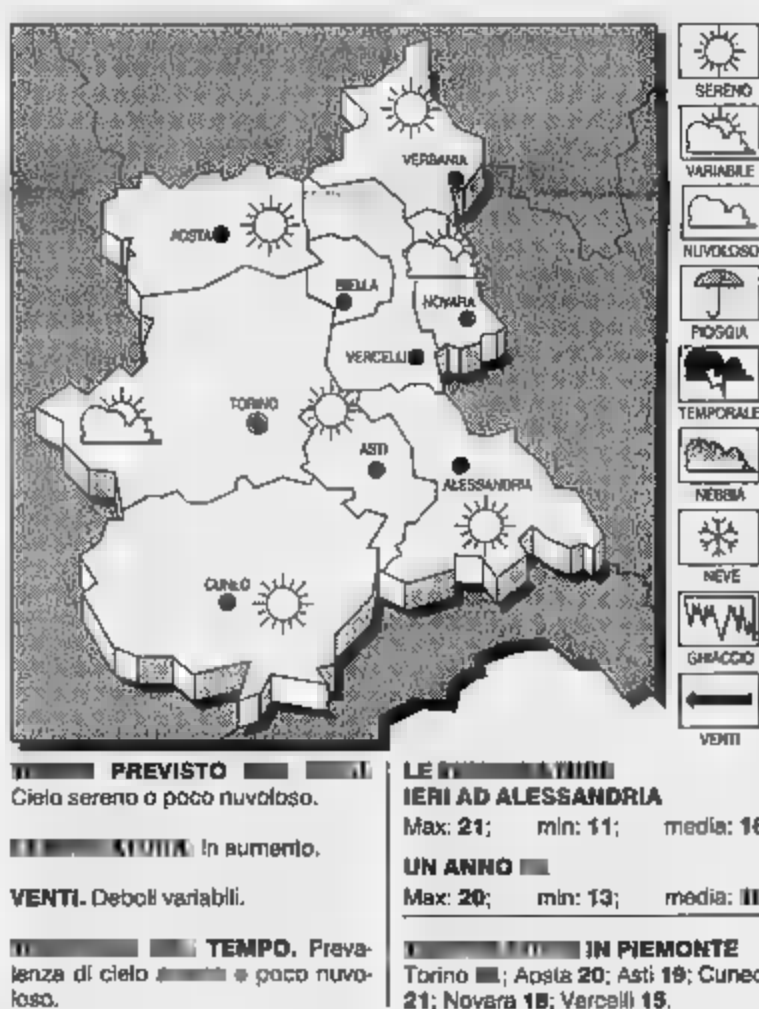 SERENO
VARIABILE
NUVOLOSO
PIOGGIA
TEMPORALE
NEBBIA
NEVE
GHIACCIO
VENTI
VERBANIA
AOSTA
BIELLA
NOVARA
VERCELLI
TORINO
ASTI
ALESSANDRIA
CUNEO
PREVISTO
Cielo sereno o poco nuvoloso.
In aumento.
VENTI. Deboli variabili.
TEMPO. Preva-
lenza di cielo o poco nuvo-
loso.
LE
IERI AD ALESSANDRIA
Max: 21; min: 11; media: 16
UN ANNO
Max: 20; min: 13; media:
IN PIEMONTE
Torino ; Aosta 20; Asti 19; Cuneo
21; Novara 18; Vercelli 15.